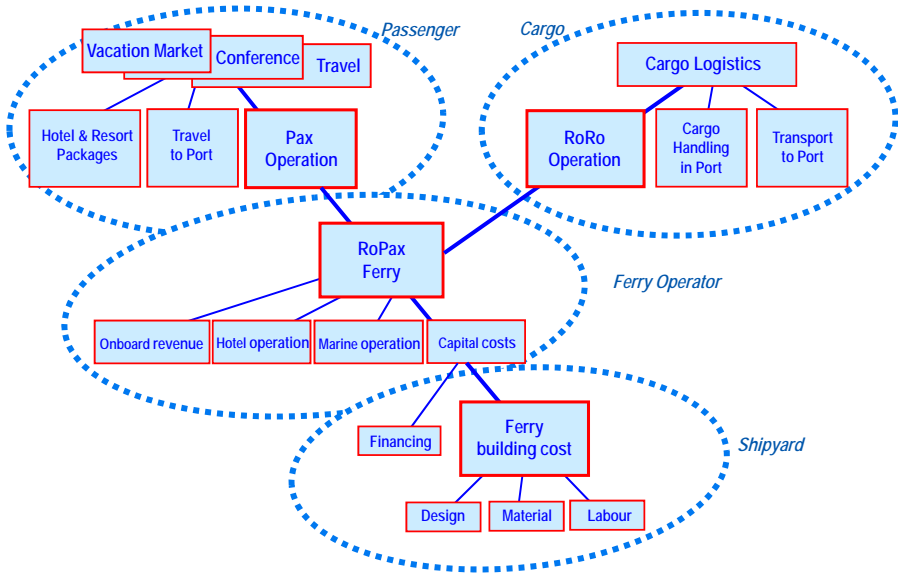 Passenger
Cargo
Vacation Market
Conference
Travel
Cargo Logistics
Hotel & Resort
Packages
Travel
to Port
Pax
Operation
RoRo
Operation
Cargo
Handling
in Port
Transport
to Port
RoPax
Ferry
Ferry Operator
Onboard revenue
Hotel operation
Marine operation
Capital costs
Financing
Ferry
building cost
Shipyard
Design
Material
Labour